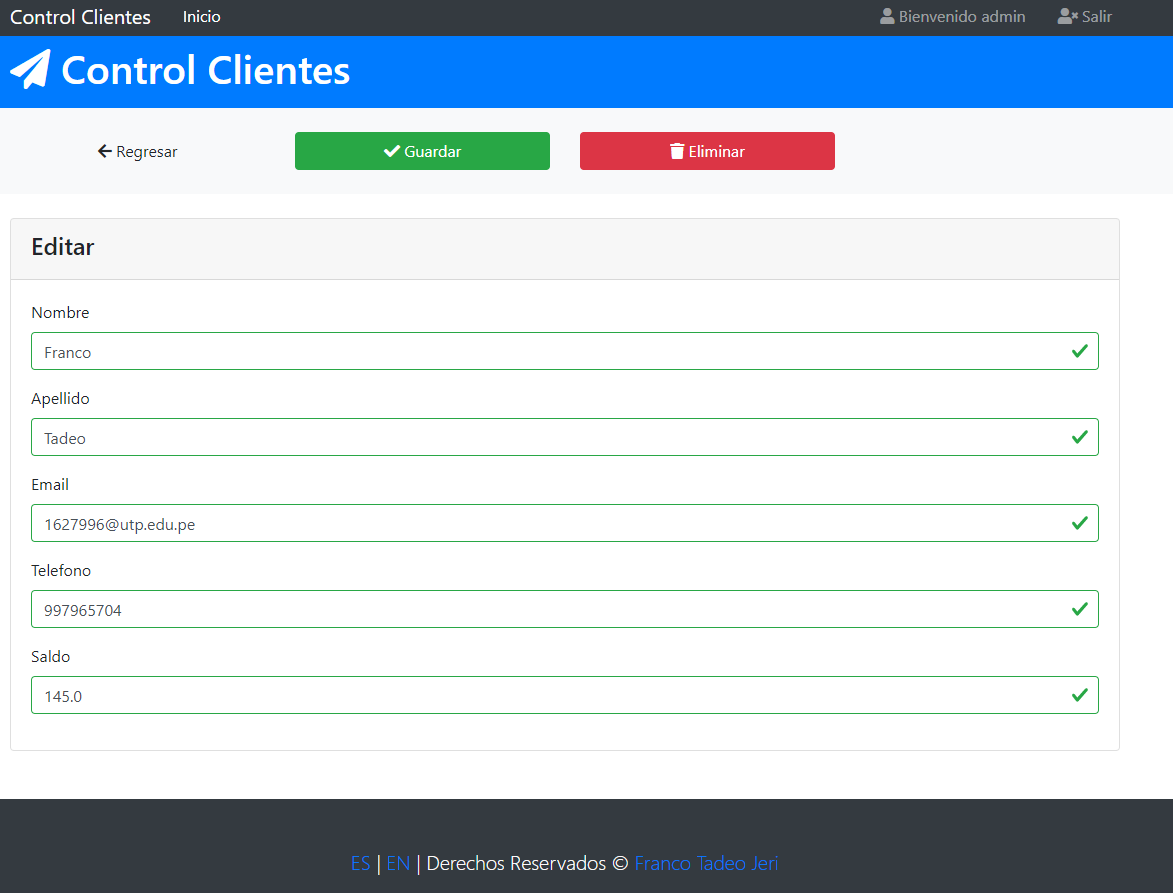 Control Clientes Inicio Bienvenido admin Salir
Control Clientes
Regresar Guardar Eliminar
Editar
Nombre
Franco
Apellido
Tadeo
Email
1627996@utp.edu.pe
Telefono
997965704
Saldo
145.0
ES | EN | Derechos Reservados © Franco Tadeo Jeri